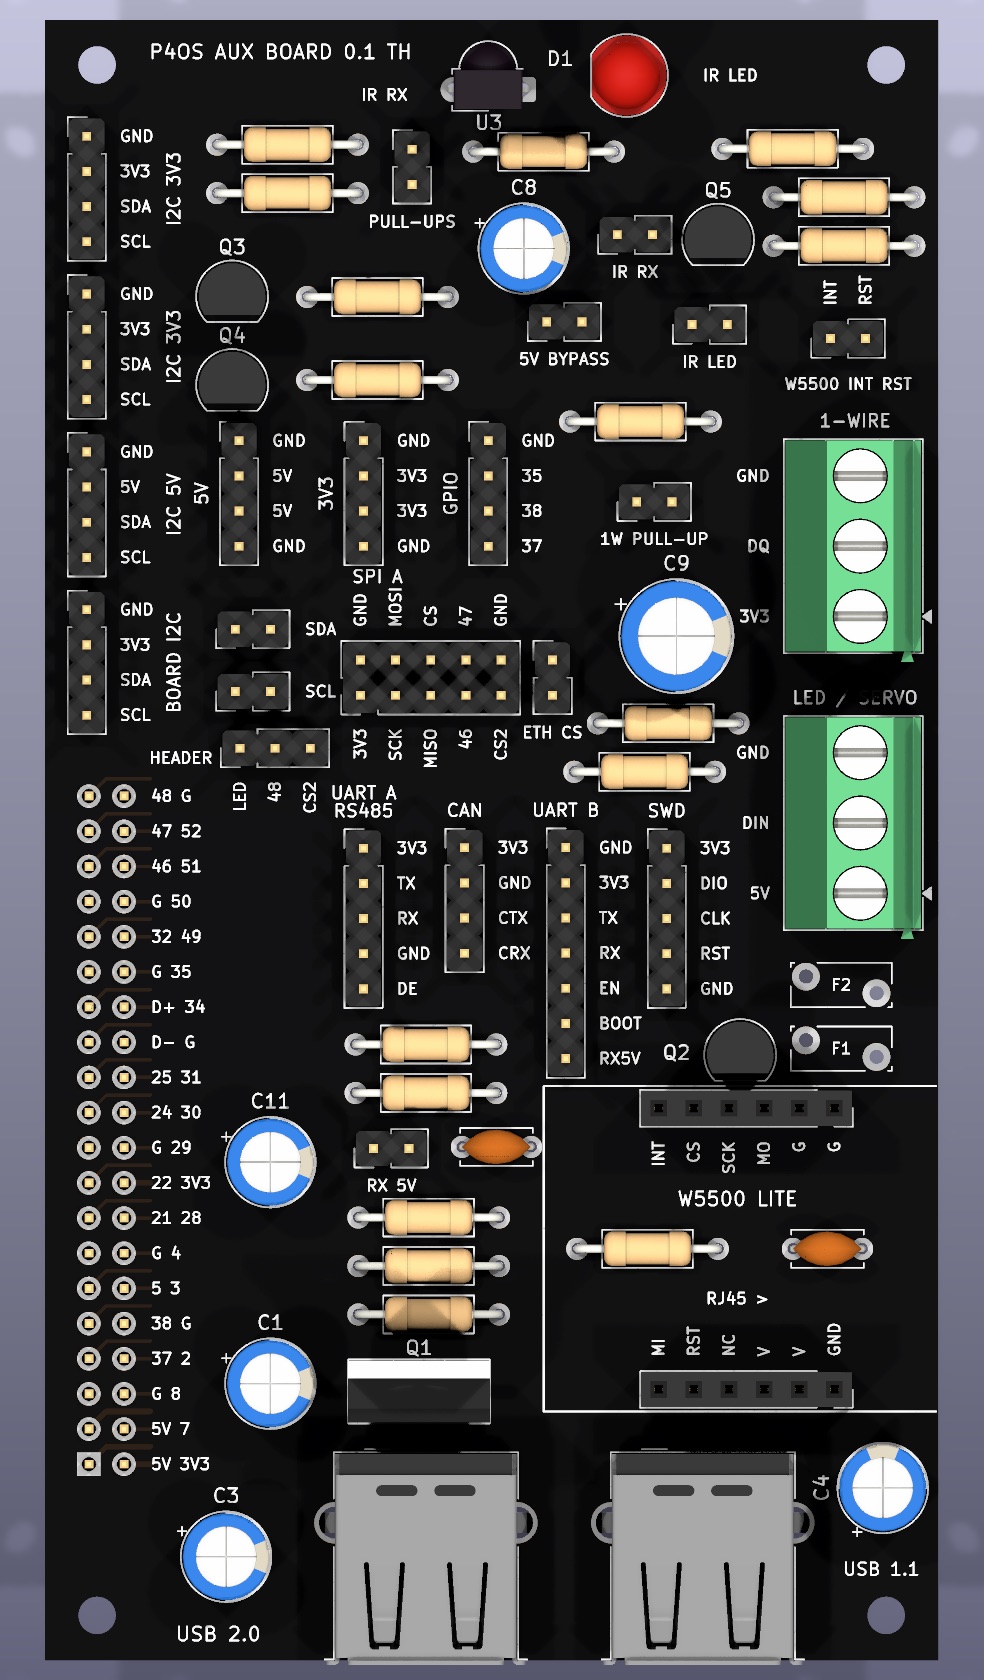 P4OS AUX BOARD 0.1 TH
D1
IR LED
IR RX
U3
GND
3V3
SDA
SCL
I2C 3V3
PULL-UPS
C8
+
Q5
IR RX
INT
RST
Q3
GND
3V3
SDA
SCL
I2C 3V3
Q4
5V BYPASS
IR LED
W5500 INT RST
1-WIRE
GND
DQ
3V3
GND
5V
SDA
SCL
I2C 5V
5V
GND
5V
5V
GND
3V3
GND
3V3
3V3
GND
GPIO
GND
35
38
37
1W PULL-UP
C9
+
SPI A
GND
MOSI
CS
47
GND
GND
3V3
SDA
SCL
BOARD I2C
SDA
SCL
3V3
SCK
MISO
46
CS2
ETH CS
LED / SERVO
GND
DIN
5V
HEADER
LED
48
CS2
UART A
RS485
CAN
UART B
SWD
3V3
TX
RX
GND
DE
3V3
GND
CTX
CRX
GND
3V3
TX
RX
EN
BOOT
RX5V
3V3
DIO
CLK
RST
GND
F2
F1
Q2
48 G
47 52
46 51
G 50
32 49
G 35
D+ 34
D- G
25 31
24 30
G 29
22 3V3
21 28
G 4
5 3
38 G
37 2
G 8
5V 7
5V 3V3
C11
+
RX 5V
INT
CS
SCK
MO
G
G
W5500 LITE
RJ45 >
MI
RST
NC
V
V
GND
C1
+
Q1
C3
+
C4
+
USB 1.1
USB 2.0